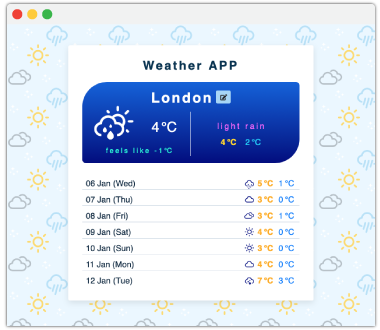 Weather APP
London
4 °C
feels like -1°C
light rain
4 °C 2 °C
06 Jan (Wed) 5 °C 1 °C
07 Jan (Thu) 3 °C 0 °C
08 Jan (Fri) 3 °C 1 °C
09 Jan (Sat) 4 °C 0 °C
10 Jan (Sun) 3 °C 0 °C
11 Jan (Mon) 4 °C 0 °C
12 Jan (Tue) 7 °C 3 °C